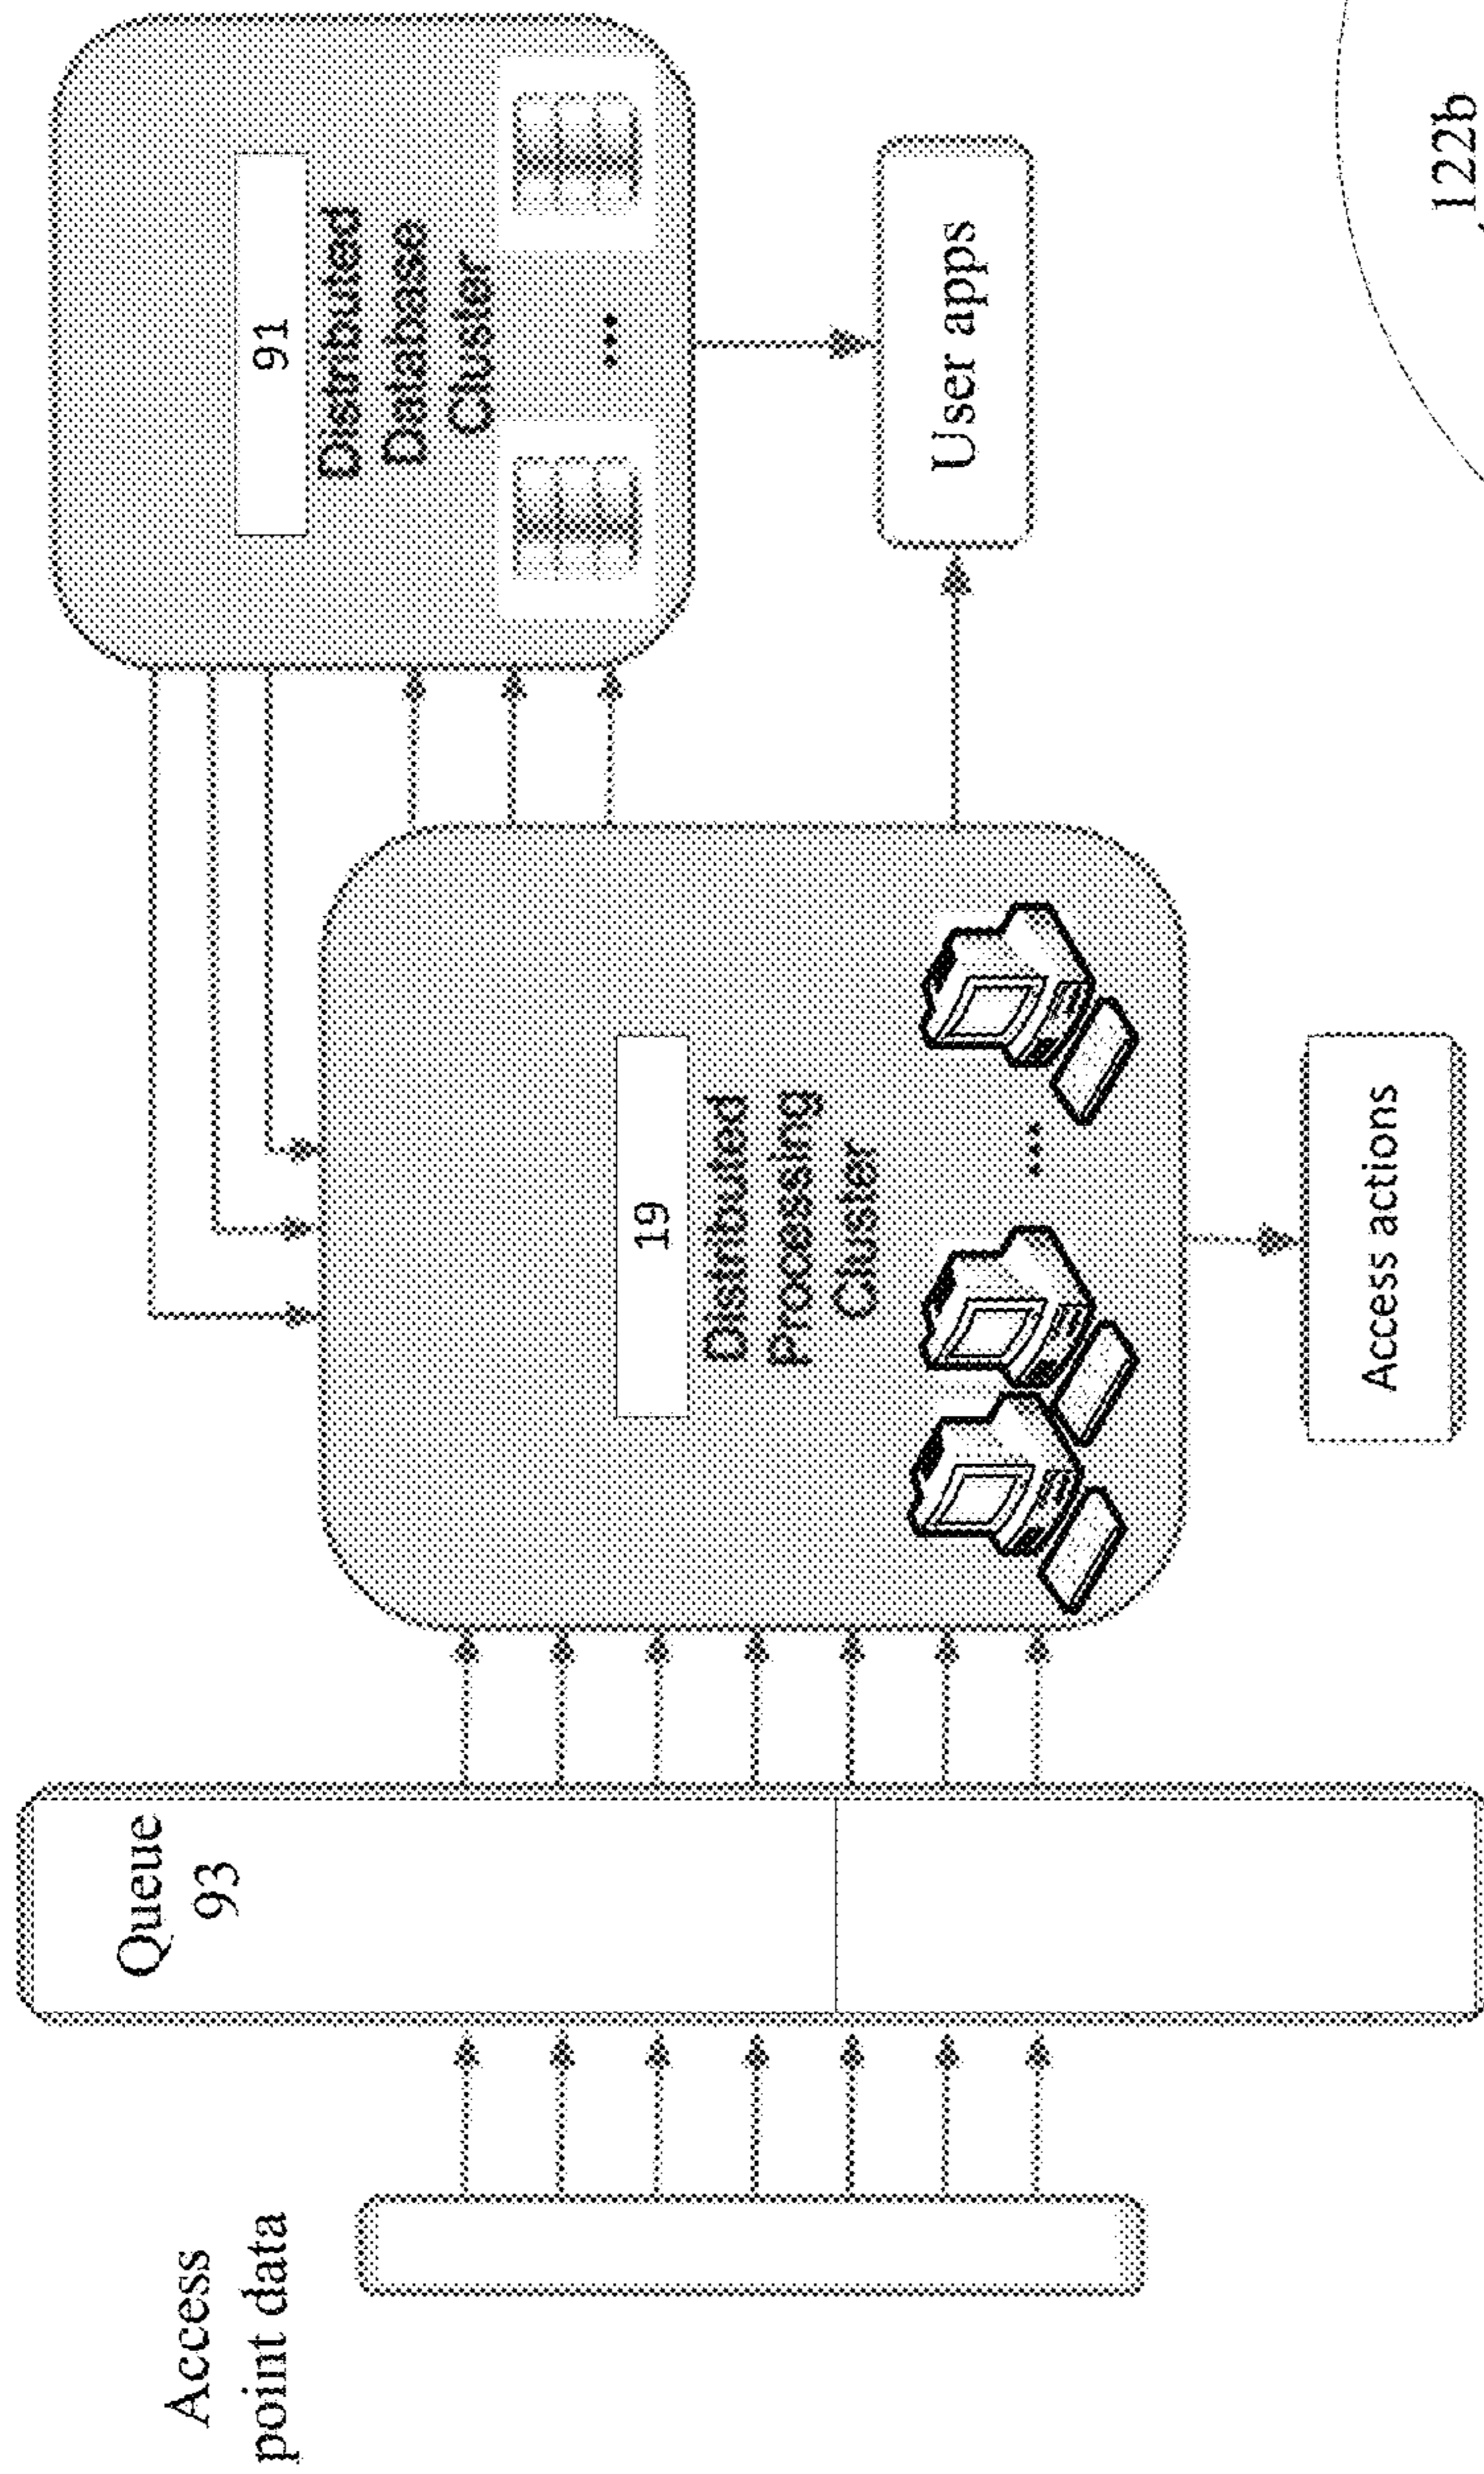 Access
point data
Queue
93
19
Distributed
Processing
Cluster
...
Access actions
91
Distributed
Database
Cluster
...
User apps
122b